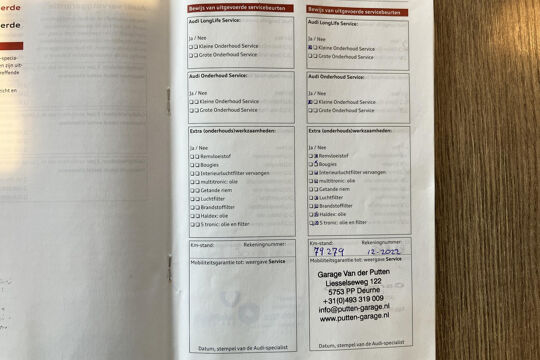 erde
erde
-specia-
en zijn uit-
reffende
icht en
Bewijs van uitgevoerde servicebeurten
Audi LongLife Service:
Ja / Nee
Kleine Onderhoud Service
Grote Onderhoud Service
Audi Onderhoud Service:
Ja / Nee
Kleine Onderhoud Service
Grote Onderhoud Service
Extra (onderhouds)werkzaamheden:
Ja / Nee
Remvloeistof
Bougies
Interieurluchtfilter vervangen
multitronic: olie
Getande riem
Luchtfilter
Brandstoffilter
Haldex: olie
S tronic: olie en filter
Km-stand: Rekeningnummer:
Mobiliteitsgarantie tot: weergave Service
Datum, stempel van de Audi-specialist
Bewijs van uitgevoerde servicebeurten
Audi LongLife Service:
Ja / Nee
Kleine Onderhoud Service
Grote Onderhoud Service
Audi Onderhoud Service:
Ja / Nee
Kleine Onderhoud Service
Grote Onderhoud Service
Extra (onderhouds)werkzaamheden:
Ja / Nee
Remvloeistof
Bougies
Interieurluchtfilter vervangen
multitronic: olie
Getande riem
Luchtfilter
Brandstoffilter
Haldex: olie
S tronic: olie en filter
Km-stand: Rekeningnummer:
79279 12-2022
Mobiliteitsgarantie tot: weergave Service
Garage Van der Putten
Liesselseweg 122
5753 PP Deurne
+31(0)493 319 009
info@putten-garage.nl
www.putten-garage.nl
Datum, stempel van de Audi-specialist